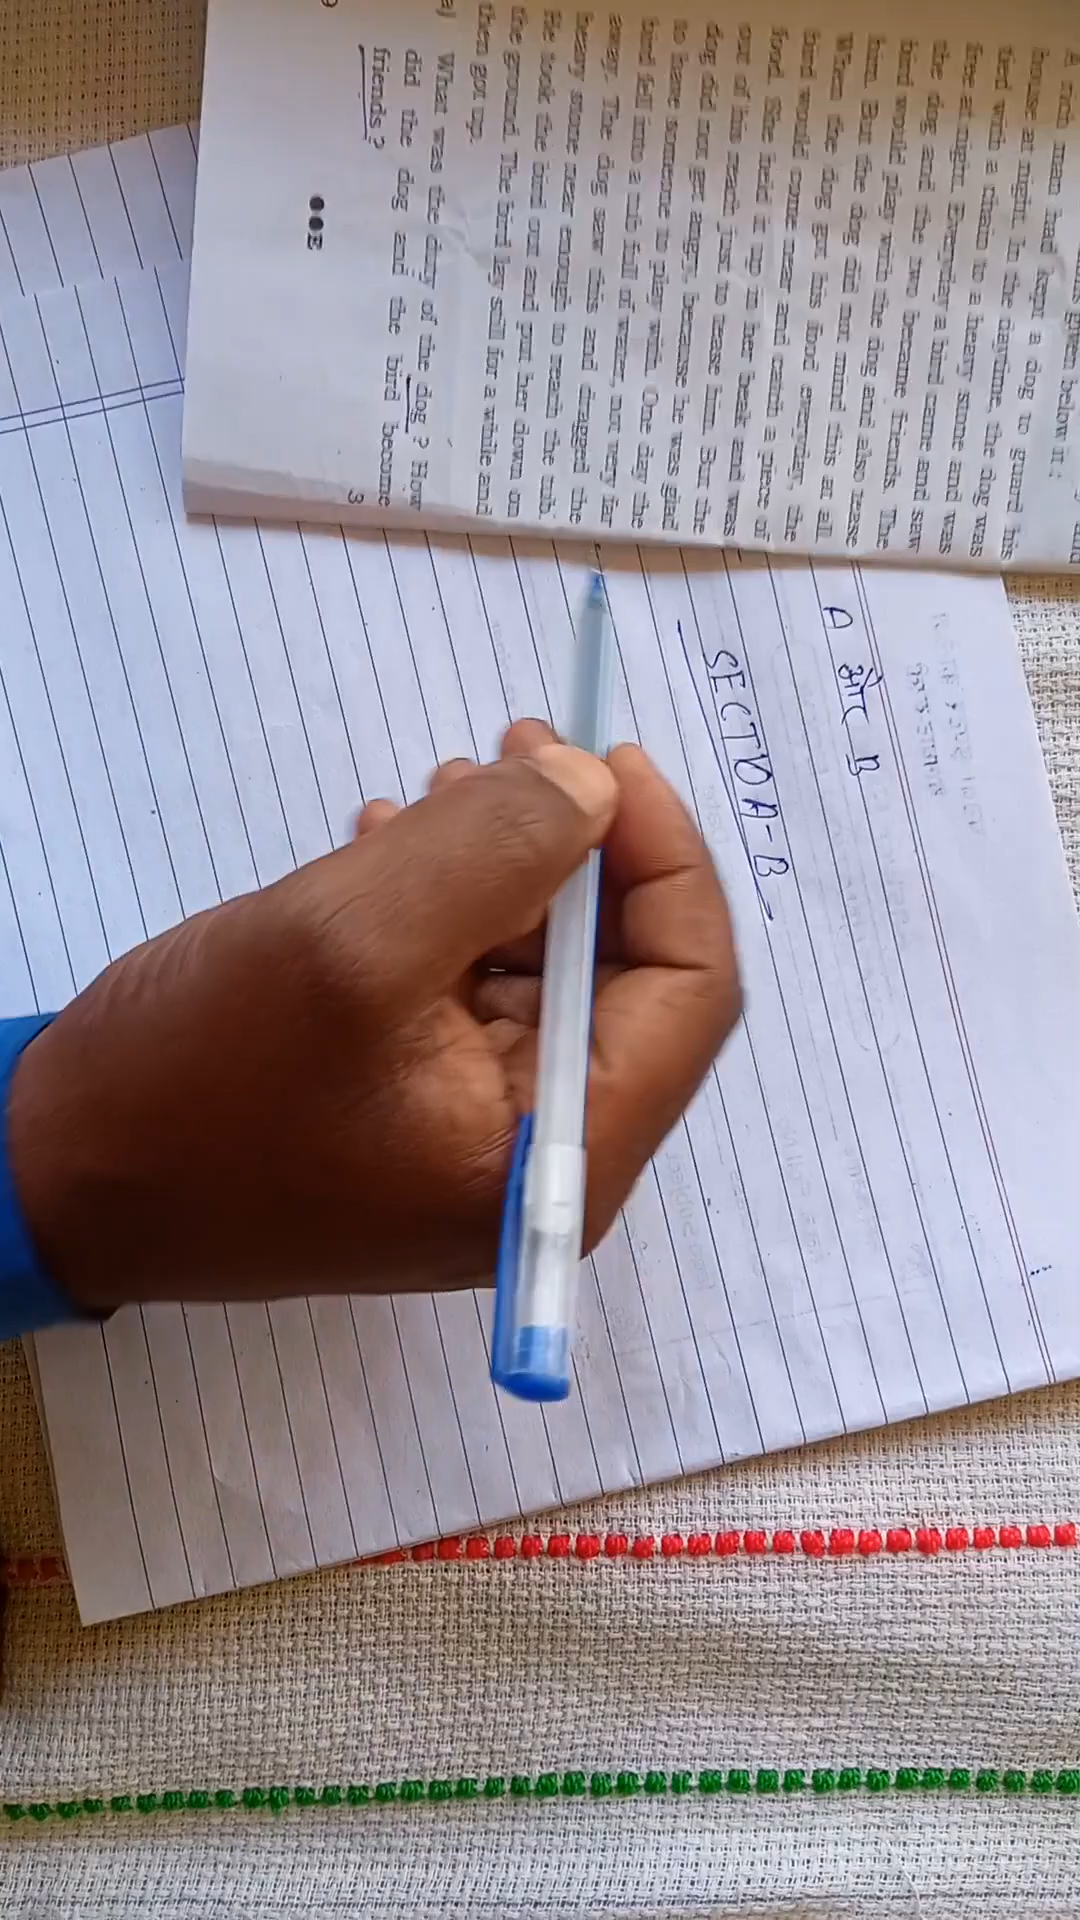 given below it :
A rich man had kept a dog to guard his
house at night. In the daytime, the dog was
tied with a chain to a heavy stone and was
free at night. Everyday a bird came and saw
the dog and the two became friends. The
bird would play with the dog and also tease
him. But the dog did not mind this at all.
When the dog got his food everyday, the
bird would come near and catch a piece of
food. She held it up in her beak and was
out of his reach just to tease him. But the
dog did not get angry, because he was glad
to have someone to play with. One day the
bird fell into a tub full of water, not very far
away. The dog saw this and dragged the
heavy stone near enough to reach the tub.
He took the bird out and put her down on
the ground. The bird lay still for a while and
then got up.
a) What was the duty of the dog ? How
did the dog and the bird become
friends ? 3
A और B
SECTION-B